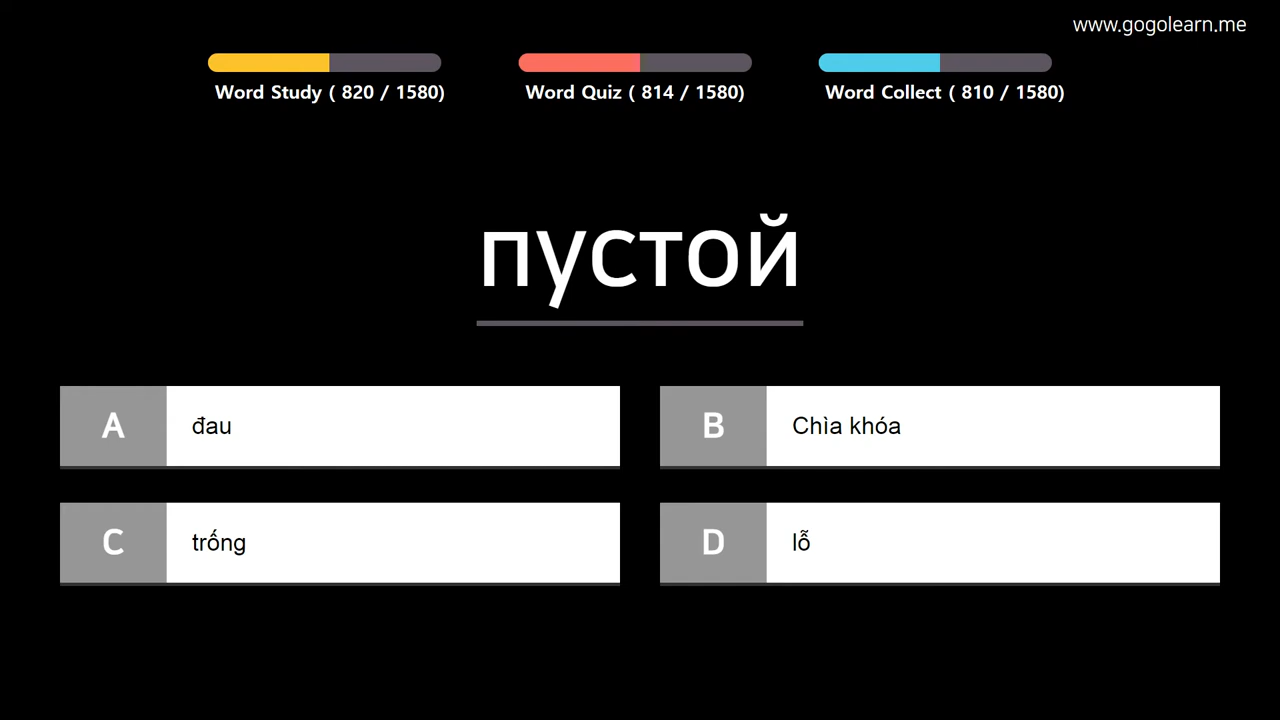 www.gogolearn.me
Word Study ( 820 / 1580)
Word Quiz ( 814 / 1580)
Word Collect ( 810 / 1580)
пустой
A đau
B Chìa khóa
C trống
D lỗ